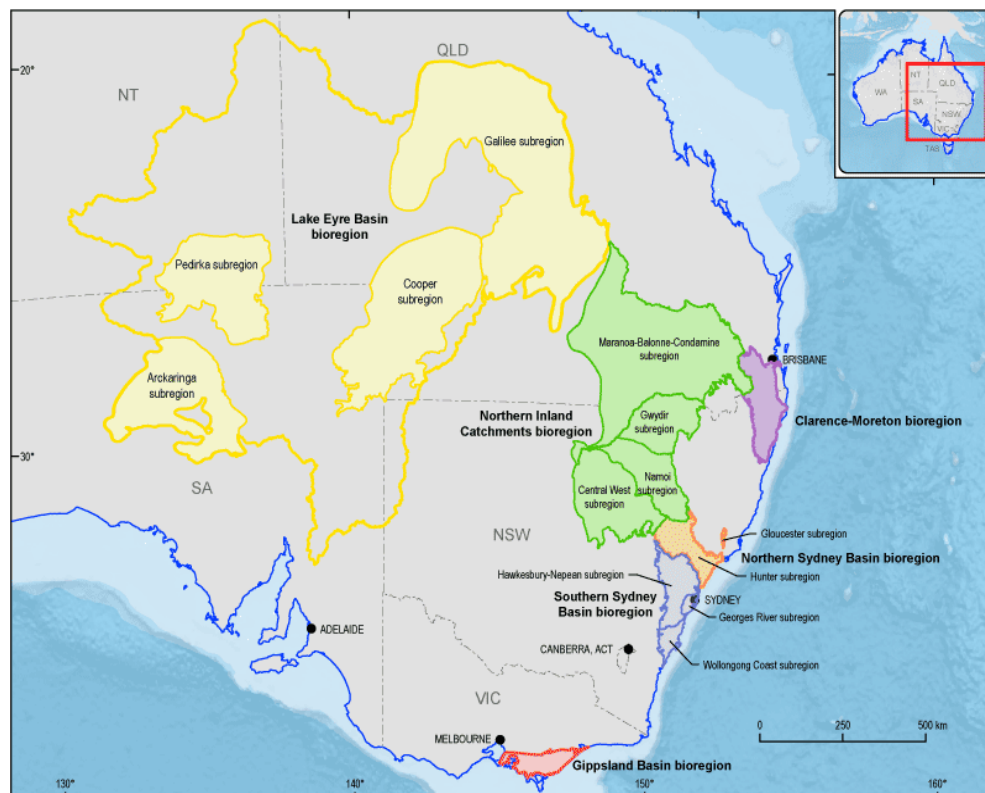 QLD
NT
20°
Galilee subregion
Lake Eyre Basin
bioregion
Pedirka subregion
Cooper
subregion
Maranoa-Balonne-Condamine
subregion
BRISBANE
Arckaringa
subregion
Northern Inland
Catchments bioregion
Gwydir
subregion
Clarence-Moreton bioregion
30°
SA
Central West
subregion
Namoi
subregion
NSW
Gloucester subregion
Northern Sydney Basin bioregion
Hawkesbury-Nepean subregion
Hunter subregion
Southern Sydney
Basin bioregion
SYDNEY
Georges River subregion
ADELAIDE
CANBERRA, ACT
Wollongong Coast subregion
VIC
0 250 500 km
MELBOURNE
Gippsland Basin bioregion
130° 140° 150° 160°
NT
QLD
WA
SA
NSW
VIC
TAS